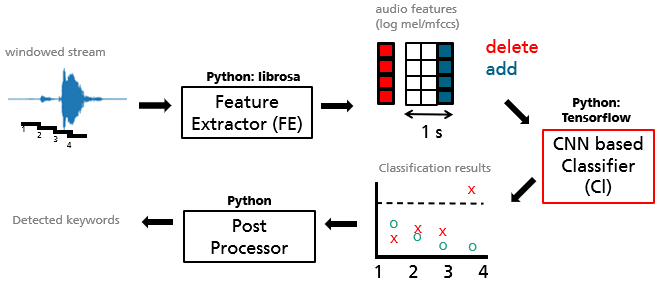 windowed stream
1
2
3
4
Python: librosa
Feature
Extractor (FE)
audio features
(log mel/mfccs)
delete
add
1 s
Python:
Tensorflow
CNN based
Classifier
(Cl)
Classification results
x
o
x
x
o
x
o
o
1 2 3 4
Python
Post
Processor
Detected keywords